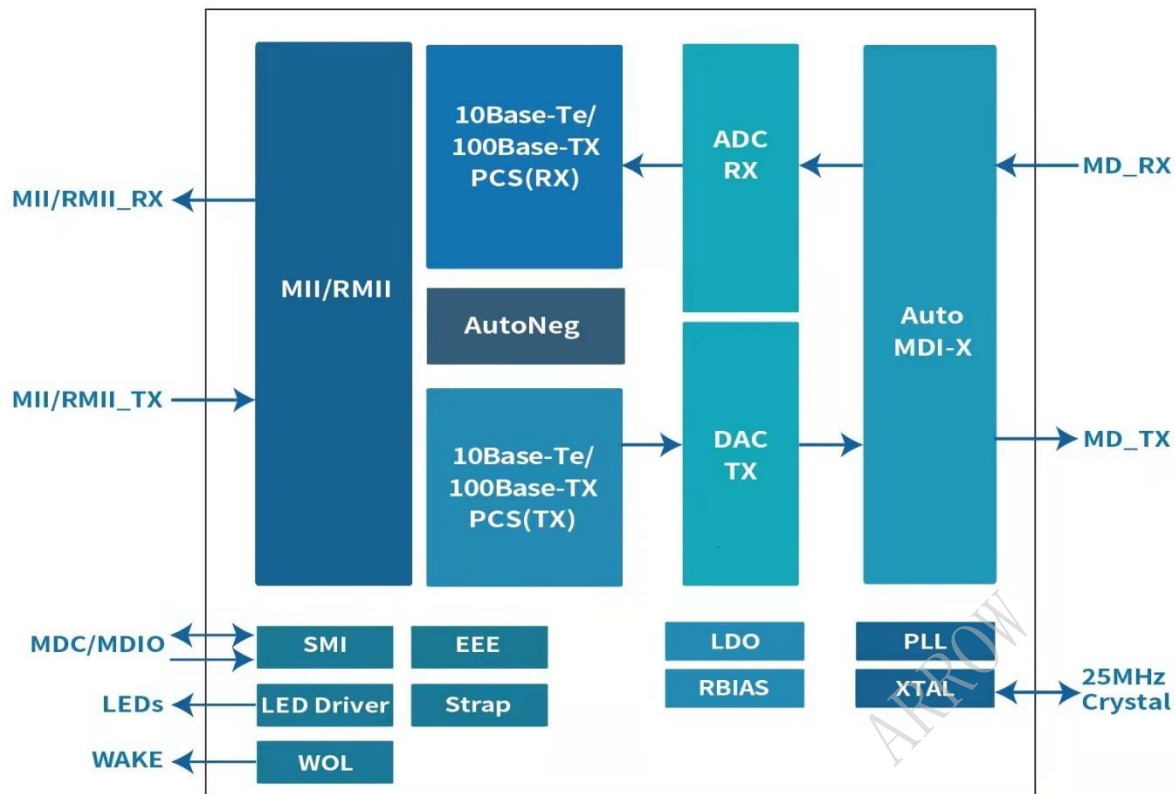 10Base-Te/
100Base-TX
PCS(RX)
ADC
RX
MD_RX
MII/RMII_RX
MII/RMII
AutoNeg
Auto
MDI-X
MII/RMII_TX
10Base-Te/
100Base-TX
PCS(TX)
DAC
TX
MD_TX
MDC/MDIO
SMI
EEE
LDO
PLL
LEDs
LED Driver
Strap
RBIAS
XTAL
25MHz
Crystal
WAKE
WOL
ARROW